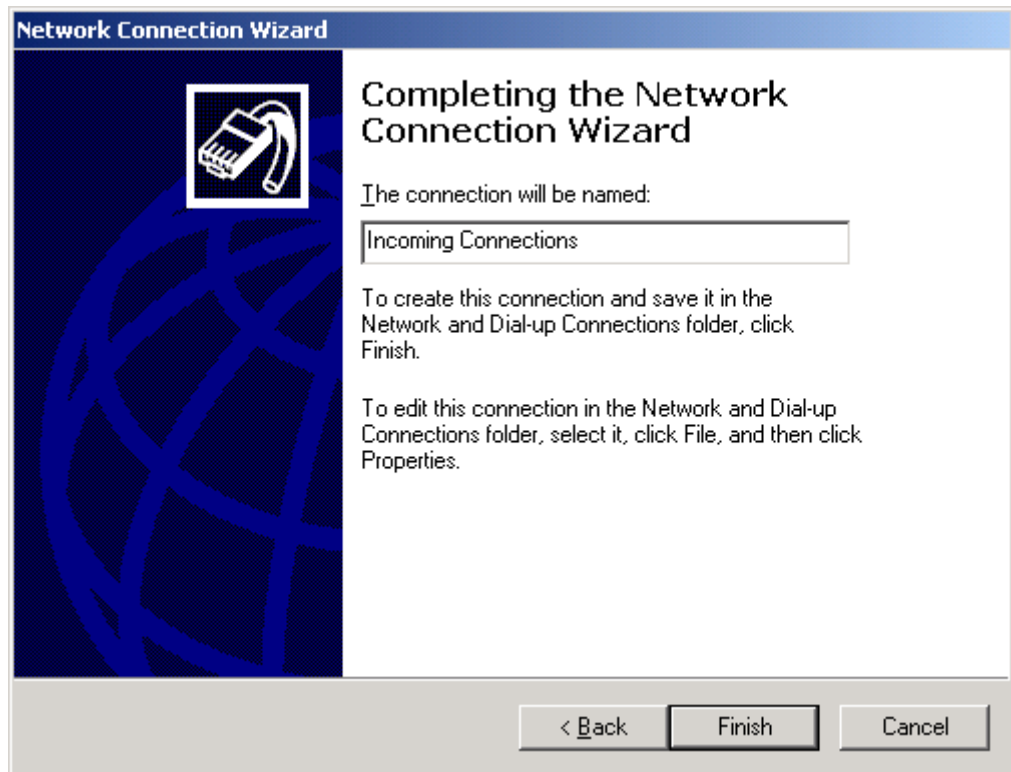 Network Connection Wizard
Completing the Network
Connection Wizard
The connection will be named:
Incoming Connections
To create this connection and save it in the
Network and Dial-up Connections folder, click
Finish.
To edit this connection in the Network and Dial-up
Connections folder, select it, click File, and then click
Properties.
< Back
Finish
Cancel